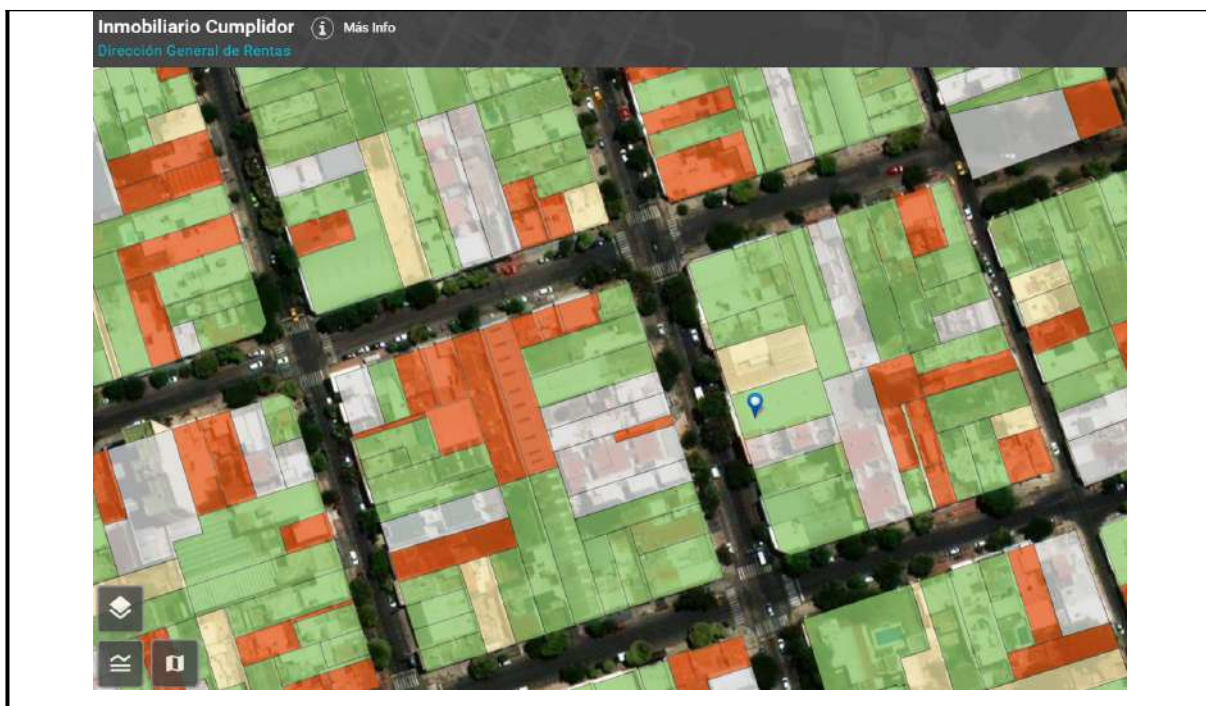 Inmobiliario Cumplidor i Más Info
Dirección General de Rentas